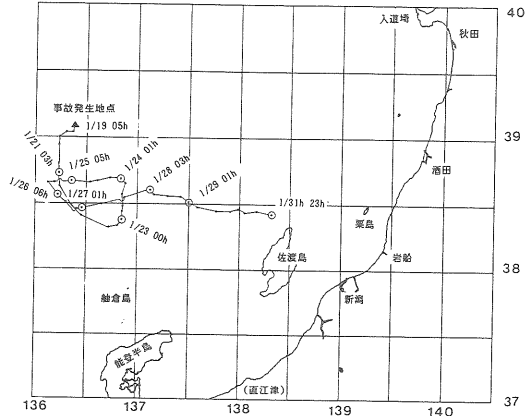 40
入道埼
秋田
39
事故発生地点
1/19 05h
1/21 03h
1/25 05h
1/24 01h
1/28 03h
1/29 01h
1/26 06h
1/27 01h
1/31h 23h
1/23 00h
酒田
粟島
佐渡島
岩船
38
舳倉島
新潟
能登半島
(直江津)
37
136
137
138
139
140